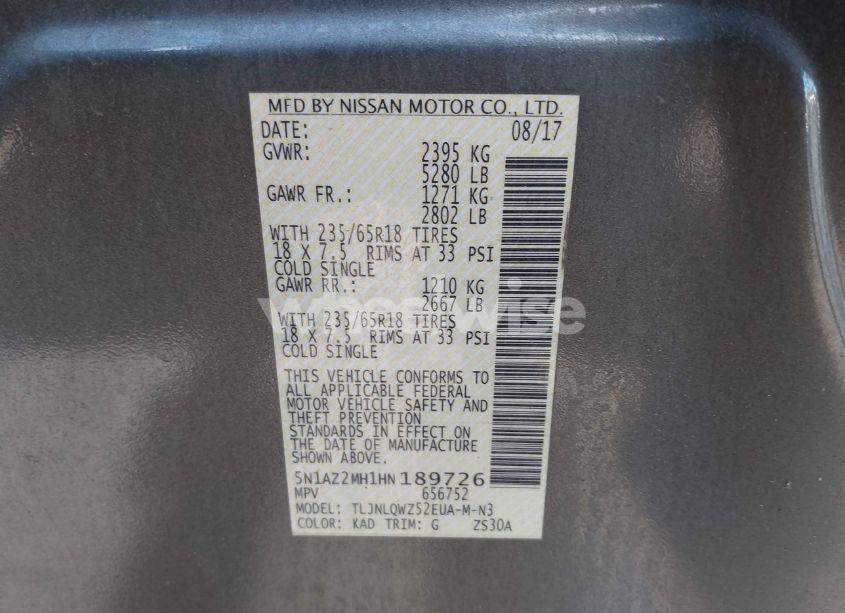 MFD BY NISSAN MOTOR CO., LTD.
DATE: 08/17
GVWR: 2395 KG
5280 LB
GAWR FR.: 1271 KG
2802 LB
WITH 235/65R18 TIRES
18 X 7.5 RIMS AT 33 PSI
COLD SINGLE
GAWR RR.: 1210 KG
2667 LB
WITH 235/65R18 TIRES
18 X 7.5 RIMS AT 33 PSI
COLD SINGLE
THIS VEHICLE CONFORMS TO
ALL APPLICABLE FEDERAL
MOTOR VEHICLE SAFETY AND
THEFT PREVENTION
STANDARDS IN EFFECT ON
THE DATE OF MANUFACTURE
SHOWN ABOVE.
5N1AZ2MH1HN189726
MPV 656752
MODEL: TLJNLQWZ52EUA-M-N3
COLOR: KAD TRIM: G ZS30A